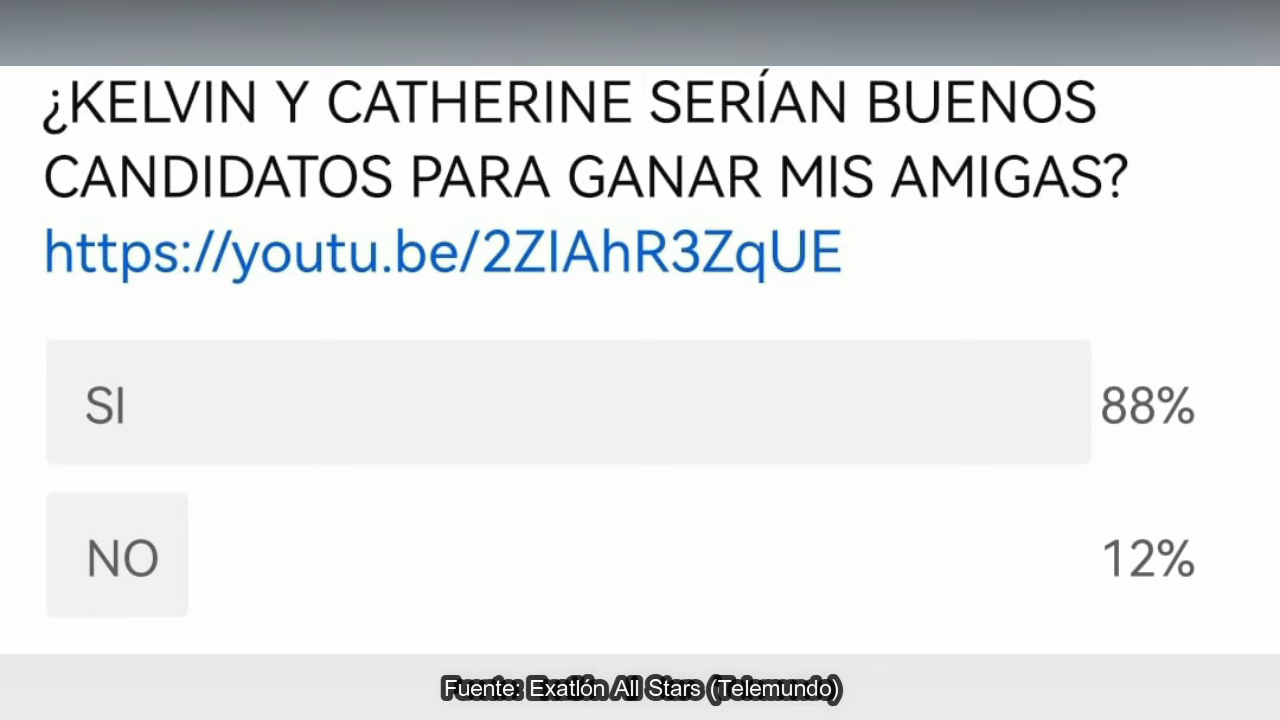 ¿KELVIN Y CATHERINE SERÍAN BUENOS
CANDIDATOS PARA GANAR MIS AMIGAS?
https://youtu.be/2ZIAhR3ZqUE
SI 88%
NO 12%
Fuente: Exatlón All Stars (Telemundo)